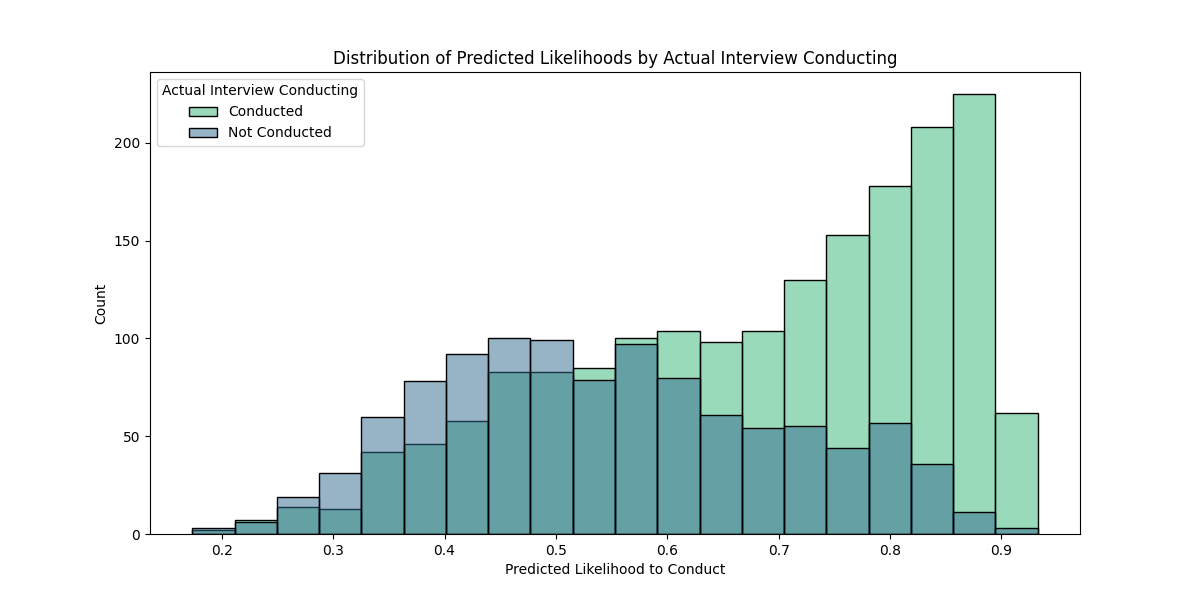 Distribution of Predicted Likelihoods by Actual Interview Conducting
Actual Interview Conducting
Conducted
Not Conducted
200
150
100
50
0
Count
0.2 0.3 0.4 0.5 0.6 0.7 0.8 0.9
Predicted Likelihood to Conduct